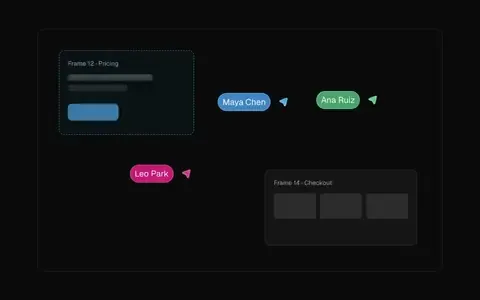 Frame 12 · Pricing
Maya Chen
Ana Ruiz
Leo Park
Frame 14 · Checkout